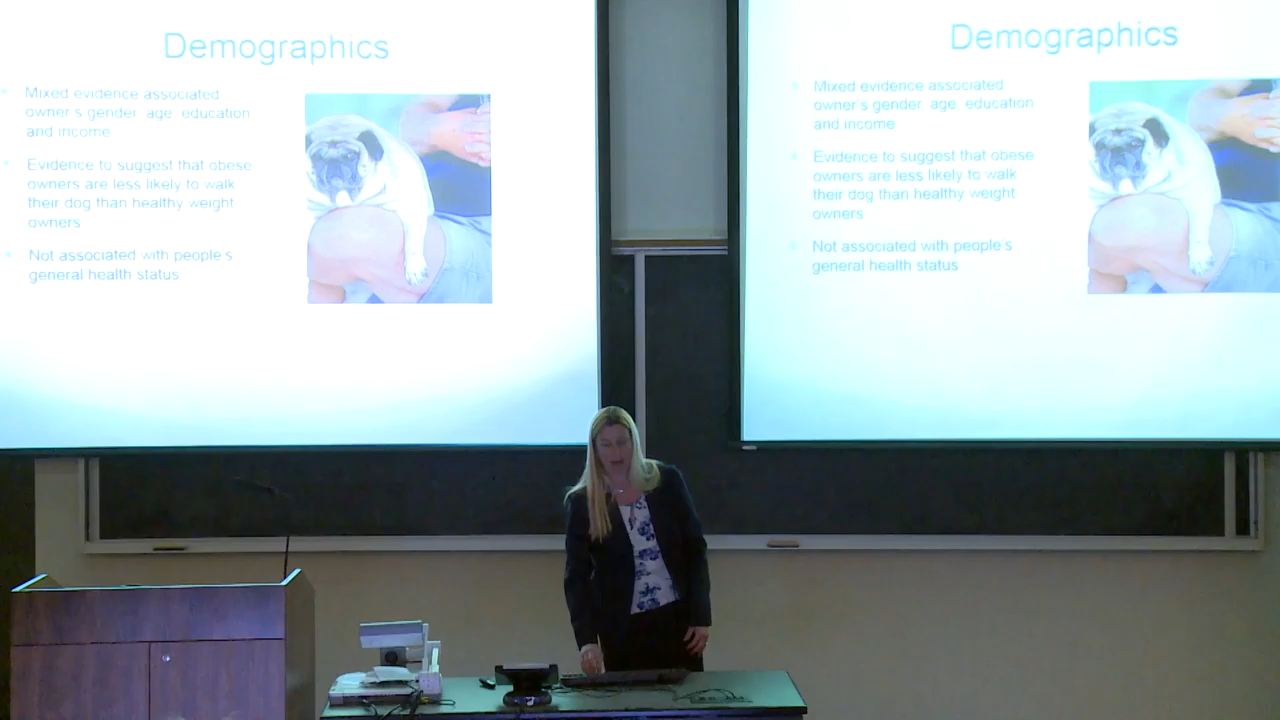 Demographics
Mixed evidence associated
owner's gender age education
and income
Evidence to suggest that obese
owners are less likely to walk
their dog than healthy weight
owners
Not associated with people's
general health status
Demographics
Mixed evidence associated
owner's gender age education
and income
Evidence to suggest that obese
owners are less likely to walk
their dog than healthy weight
owners
Not associated with people's
general health status